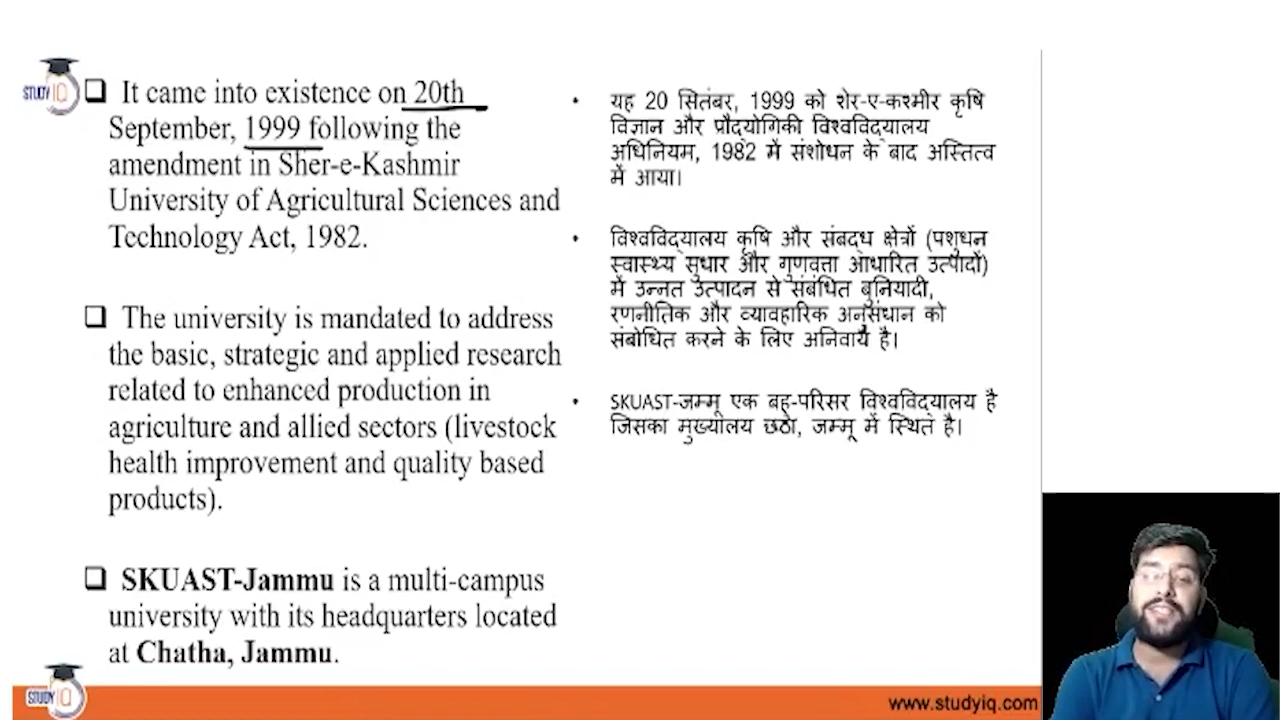 STUDY IQ
❑ It came into existence on 20th
September, 1999 following the
amendment in Sher-e-Kashmir
University of Agricultural Sciences and
Technology Act, 1982.
❑ The university is mandated to address
the basic, strategic and applied research
related to enhanced production in
agriculture and allied sectors (livestock
health improvement and quality based
products).
❑ SKUAST-Jammu is a multi-campus
university with its headquarters located
at Chatha, Jammu.
• यह 20 सितंबर, 1999 को शेर-ए-कश्मीर कृषि
विज्ञान और प्रौद्योगिकी विश्वविद्यालय
अधिनियम, 1982 में संशोधन के बाद अस्तित्व
में आया।
• विश्वविद्यालय कृषि और संबद्ध क्षेत्रों (पशुधन
स्वास्थ्य सुधार और गुणवत्ता आधारित उत्पादों)
में उन्नत उत्पादन से संबंधित बुनियादी,
रणनीतिक और व्यावहारिक अनुसंधान को
संबोधित करने के लिए अनिवार्य है।
• SKUAST-जम्मू एक बहु-परिसर विश्वविद्यालय है
जिसका मुख्यालय छठा, जम्मू में स्थित है।
STUDY IQ
www.studyiq.com